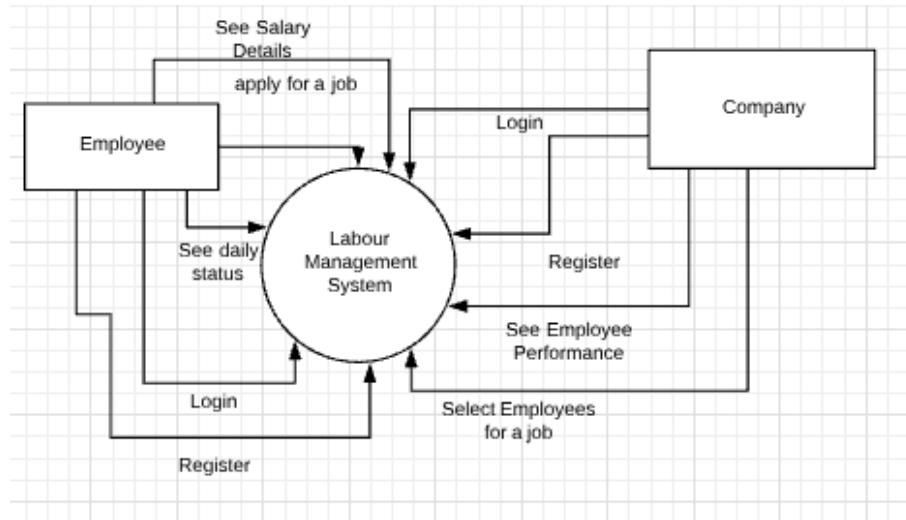 See Salary
Details
apply for a job
Employee
Company
Login
See daily
status
Labour
Management
System
Register
See Employee
Performance
Login
Select Employees
for a job
Register